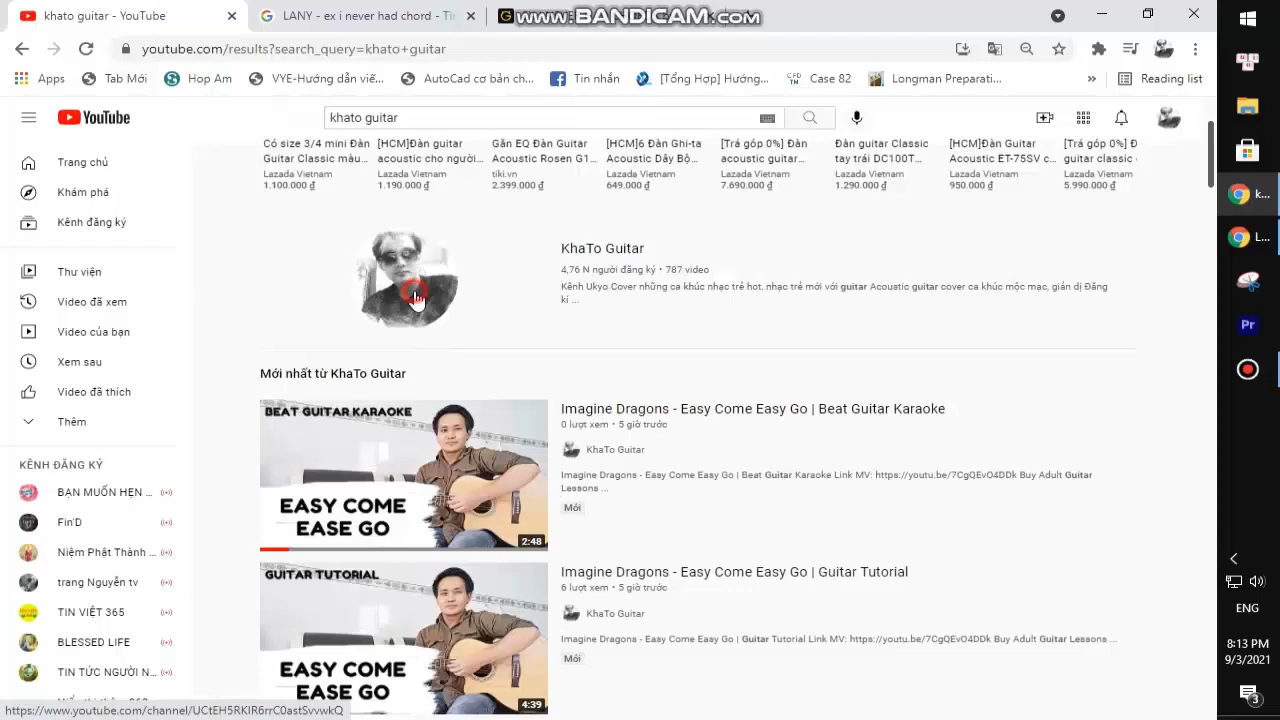 khato guitar - YouTube
LANY - ex i never had chord - Tì
www.BANDICAM.com
youtube.com/results?search_query=khato+guitar
Apps
Tab Mới
Hop Am
VYE-Hướng dẫn viê...
AutoCad cơ bản ch...
Tin nhắn
[Tổng Hợp] Hướng...
Case 82
Longman Preparati...
»
Reading list
YouTube
khato guitar
Có size 3/4 mini Đàn Guitar Classic màu...
Lazada Vietnam
1.100.000 ₫
[HCM]Đàn guitar acoustic cho người...
Lazada Vietnam
1.190.000 ₫
Gắn EQ Đàn Guitar Acoustic Rosen G1...
tiki.vn
2.399.000 ₫
[HCM]6 Đàn Ghi-ta Acoustic Dây Bộ...
Lazada Vietnam
649.000 ₫
[Trả góp 0%] Đàn acoustic guitar...
Lazada Vietnam
7.690.000 ₫
Đàn guitar Classic tay trái DC100T...
Lazada Vietnam
1.290.000 ₫
[HCM]Đàn Guitar Acoustic ET-75SV c...
Lazada Vietnam
950.000 ₫
[Trả góp 0%] Đàn guitar classic
Lazada Vietnam
5.990.000 ₫
Trang chủ
Khám phá
Kênh đăng ký
Thư viện
Video đã xem
Video của bạn
Xem sau
Video đã thích
Thêm
KÊNH ĐĂNG KÝ
BẠN MUỐN HẸN ...
Fin'D
Niệm Phật Thành ...
trang Nguyễn tv
TIN VIỆT 365
BLESSED LIFE
TIN TỨC NGƯỜI N...
KhaTo Guitar
4,76 N người đăng ký • 787 video
Kênh Ukyo Cover những ca khúc nhạc trẻ hot, nhạc trẻ mới với guitar Acoustic guitar cover ca khúc mộc mạc, giản dị Đăng
kí ...
Mới nhất từ KhaTo Guitar
BEAT GUITAR KARAOKE
EASY COME
EASE GO
2:48
Imagine Dragons - Easy Come Easy Go | Beat Guitar Karaoke
0 lượt xem • 5 giờ trước
KhaTo Guitar
Imagine Dragons - Easy Come Easy Go | Beat Guitar Karaoke Link MV: https://youtu.be/7CgQEvO4DDk Buy Adult Guitar
Lessons ...
Mới
GUITAR TUTORIAL
EASY COME
EASE GO
4:39
Imagine Dragons - Easy Come Easy Go | Guitar Tutorial
6 lượt xem • 5 giờ trước
KhaTo Guitar
Imagine Dragons - Easy Come Easy Go | Guitar Tutorial Link MV: https://youtu.be/7CgQEvO4DDk Buy Adult Guitar Lessons ...
Mới
https://www.youtube.com/channel/UCtEH5RKIR6rrC0astSvvwkQ
k...
L...
Pr
ENG
8:13 PM
9/3/2021
3